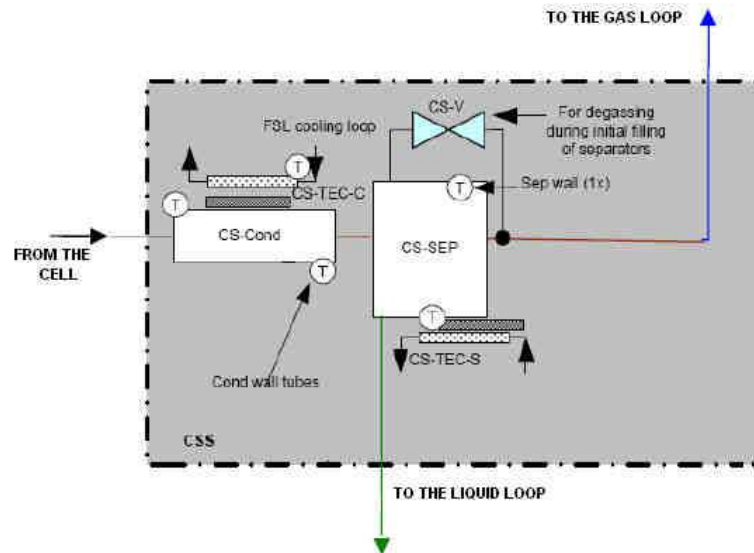 TO THE GAS LOOP
CS-V
For degassing
during initial filling
of separators
FSL cooling loop
T
CS-TEC-C
T
Sep wall (1x)
T
CS-Cond
CS-SEP
FROM THE
CELL
T
T
CS-TEC-S
Cond wall tubes
CSS
TO THE LIQUID LOOP